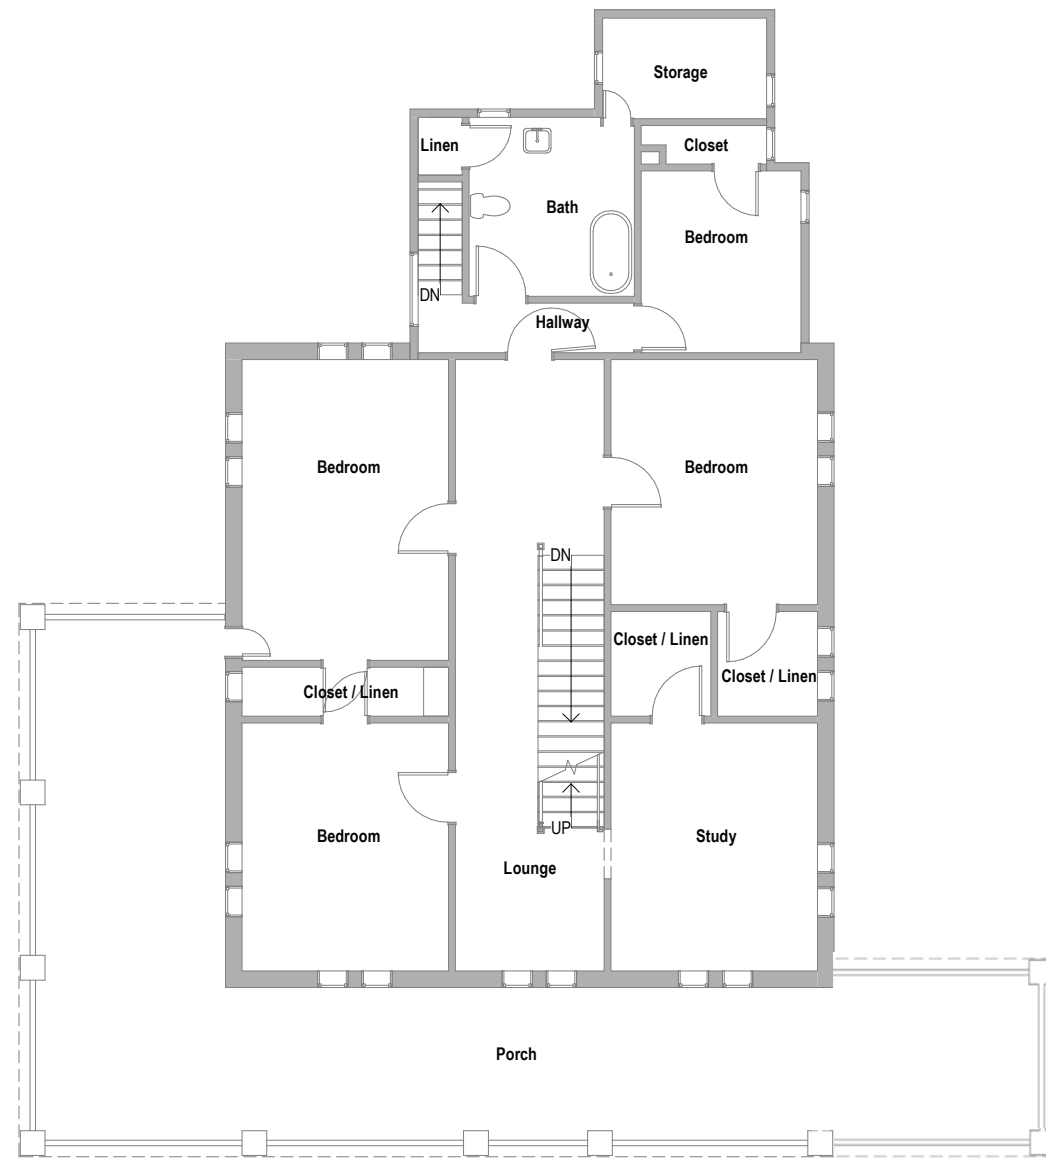 Storage
Linen
Closet
Bath
Bedroom
DN
Hallway
Bedroom
Bedroom
DN
Closet / Linen
Closet / Linen
Closet / Linen
UP
Bedroom
Study
Lounge
Porch